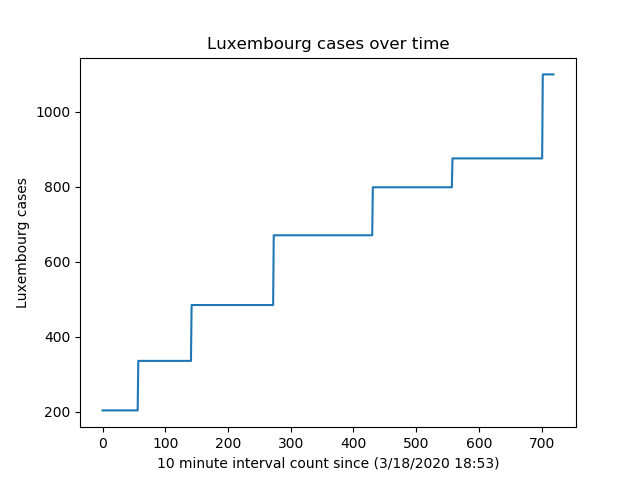 Luxembourg cases over time
1000
800
600
400
200
Luxembourg cases
0 100 200 300 400 500 600 700
10 minute interval count since (3/18/2020 18:53)